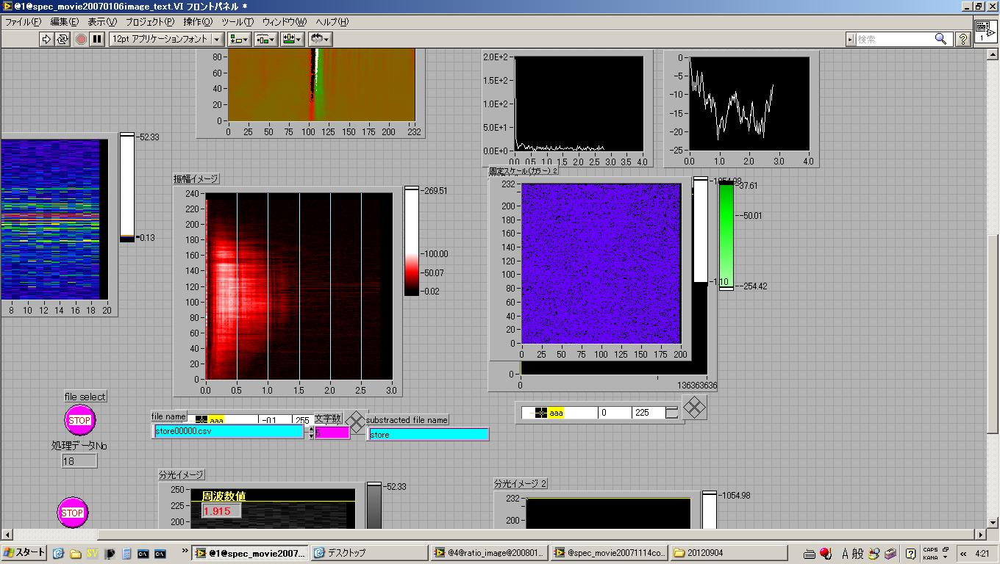 @1@spec_movie20070106image_text.VI フロントパネル *
ファイル(F) 編集(E) 表示(V) プロジェクト(P) 操作(O) ツール(T) ウィンドウ(W) ヘルプ(H)
12pt アプリケーションフォント
検索
?
1
80
60
40
20
0
0 25 50 75 100 125 150 175 200 232
2.0E+2
1.5E+2
1.0E+2
5.0E+1
0.0E+0
0.0 0.5 1.0 1.5 2.0 2.5 3.0 3.5 4.0
0
-5
-10
-15
-20
-25
0.0 1.0 2.0 3.0 4.0
-52.33
-0.13
8 10 12 14 16 18 20
振幅イメージ
240
220
200
180
160
140
120
100
80
60
40
20
0
0.0 0.5 1.0 1.5 2.0 2.5 3.0
-269.51
-100.00
-50.07
-0.02
固定スケール(カラー) 2
232
200
180
160
140
120
100
80
60
40
20
0
0 25 50 75 100 125 150 175 200
0
0 136363636
-1054.98
-37.61
-50.01
-1.10
-254.42
file select
STOP
処理データNo
18
STOP
file name
aaa -0.1 255
文字数
store00000.csv
5
substracted file name
store
aaa 0 225
分光イメージ
250
225
200
周波数値
1.915
-52.33
分光イメージ 2
232
200
-1054.98
スタート
SV
@1@spec_movie2007...
デスクトップ
@4@ratio_image@200801...
@spec_movie20071114co...
20120904
A 般
CAPS
KANA
4:21